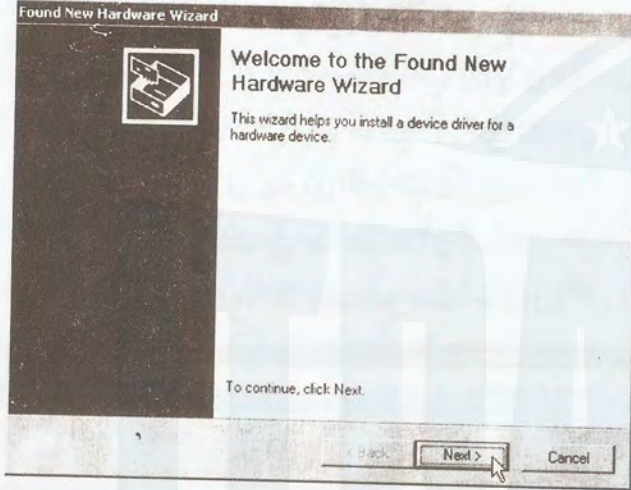 Found New Hardware Wizard
Welcome to the Found New
Hardware Wizard
This wizard helps you install a device driver for a
hardware device.
To continue, click Next.
< Back
Next >
Cancel